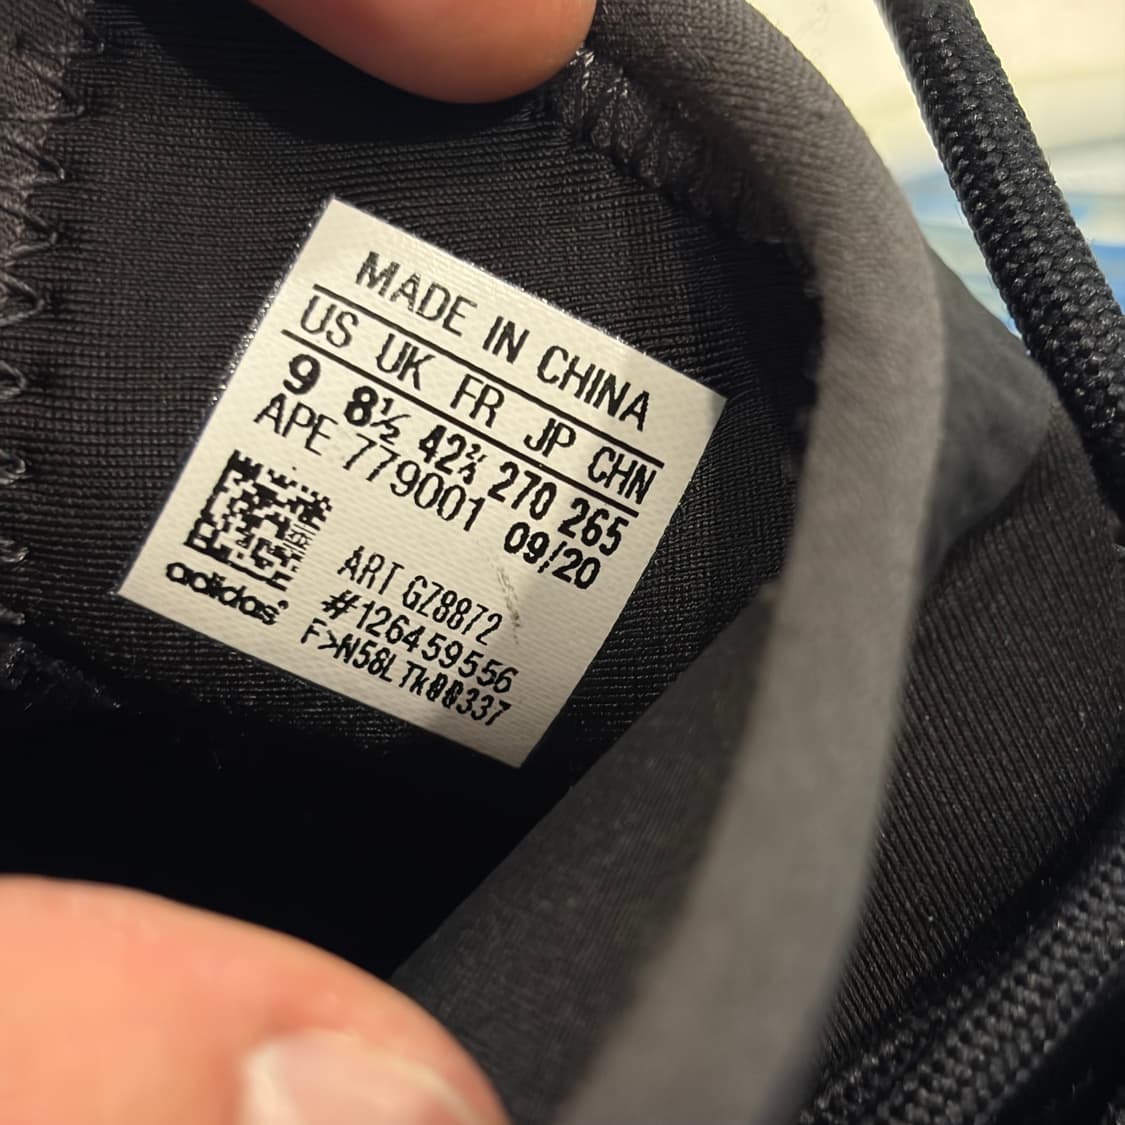 MADE IN CHINA
US UK FR JP CHN
9 8½ 42⅔ 270 265
APE 779001 09/20
adidas
ART GZ8872
#126459556